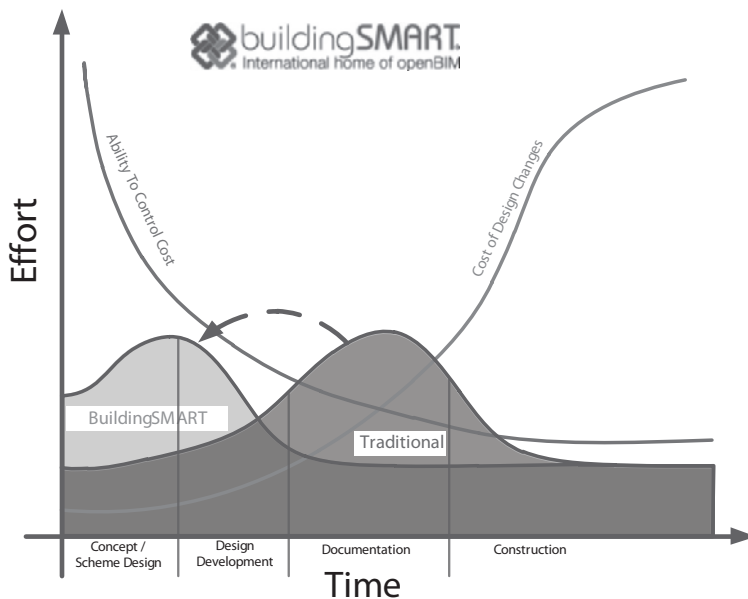 buildingSMART.
International home of openBIM
Ability To Control Cost
Cost of Design Changes
Effort
BuildingSMART
Traditional
Concept /
Scheme Design
Design
Development
Documentation
Construction
Time